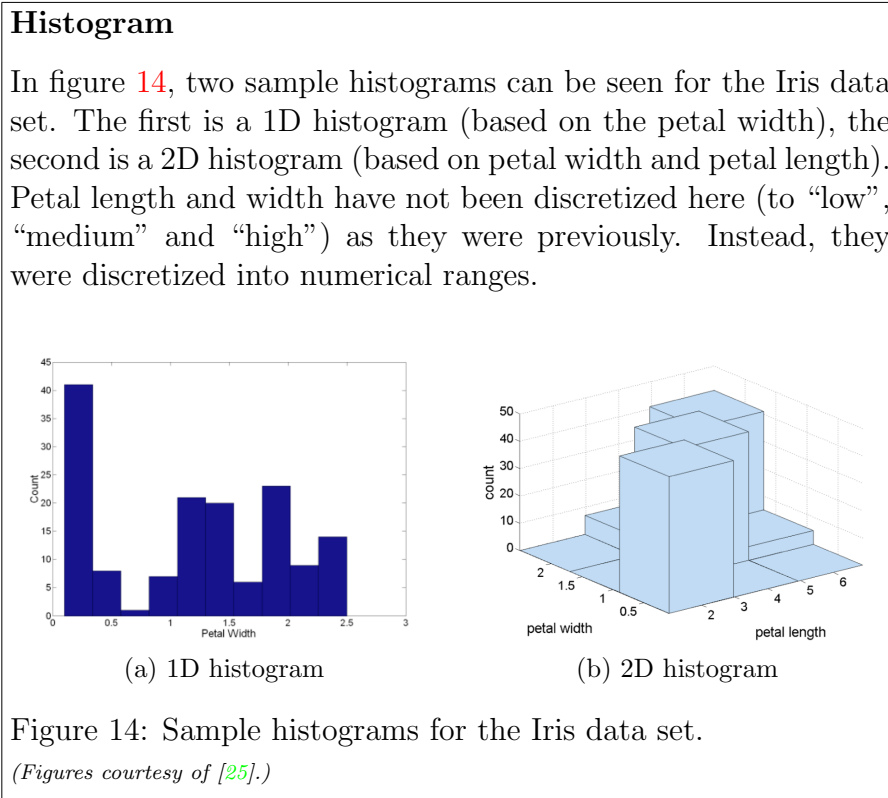 Histogram
In figure 14, two sample histograms can be seen for the Iris data
set. The first is a 1D histogram (based on the petal width), the
second is a 2D histogram (based on petal width and petal length).
Petal length and width have not been discretized here (to “low”,
“medium” and “high”) as they were previously. Instead, they
were discretized into numerical ranges.
45
40
35
30
25
20
15
10
5
0
Count
0 0.5 1 1.5 2 2.5 3
Petal Width
(a) 1D histogram
50
40
30
20
10
0
count
2
1.5
1
0.5
petal width
2
3
4
5
6
petal length
(b) 2D histogram
Figure 14: Sample histograms for the Iris data set.
(Figures courtesy of [25].)